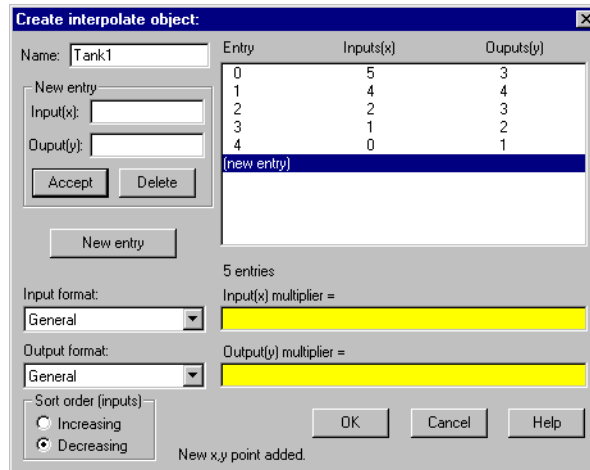 Create interpolate object:
Name: Tank1
New entry
Input(x):
Ouput(y):
Accept Delete
New entry
Entry Inputs(x) Ouputs(y)
0 5 3
1 4 4
2 2 3
3 1 2
4 0 1
(new entry)
5 entries
Input format:
General
Input(x) multiplier =
Output format:
General
Output(y) multiplier =
Sort order (inputs)
Increasing
Decreasing
OK Cancel Help
New x,y point added.